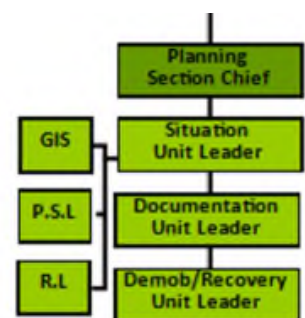 Planning
Section Chief
GIS
Situation
Unit Leader
P.S.L
Documentation
Unit Leader
R.L
Demob/Recovery
Unit Leader